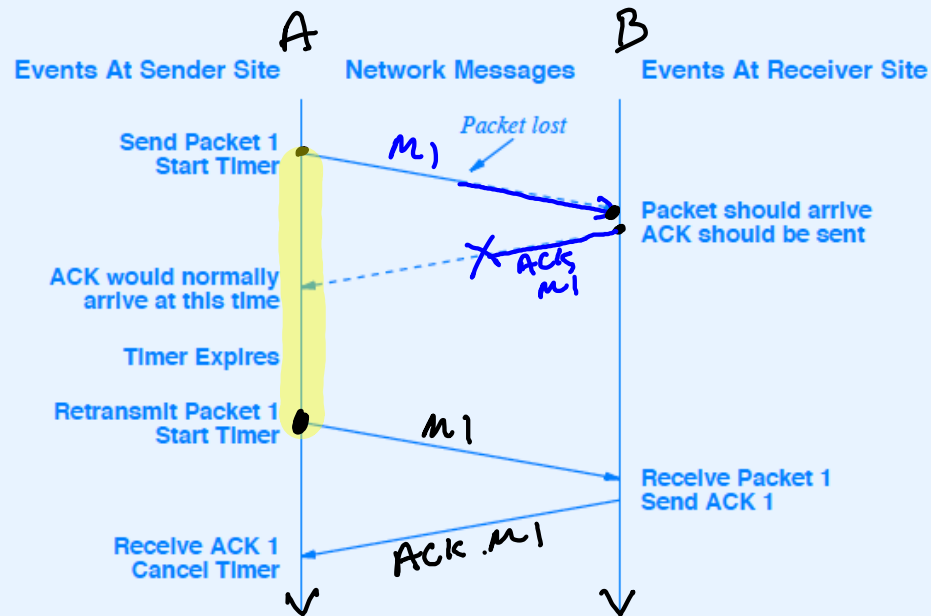 A
B
Events At Sender Site
Network Messages
Events At Receiver Site
Send Packet 1
Start Timer
Packet lost
M1
Packet should arrive
ACK should be sent
ACK
M1
ACK would normally
arrive at this time
Timer Expires
Retransmit Packet 1
Start Timer
M1
Receive Packet 1
Send ACK 1
Receive ACK 1
Cancel Timer
ACK.M1